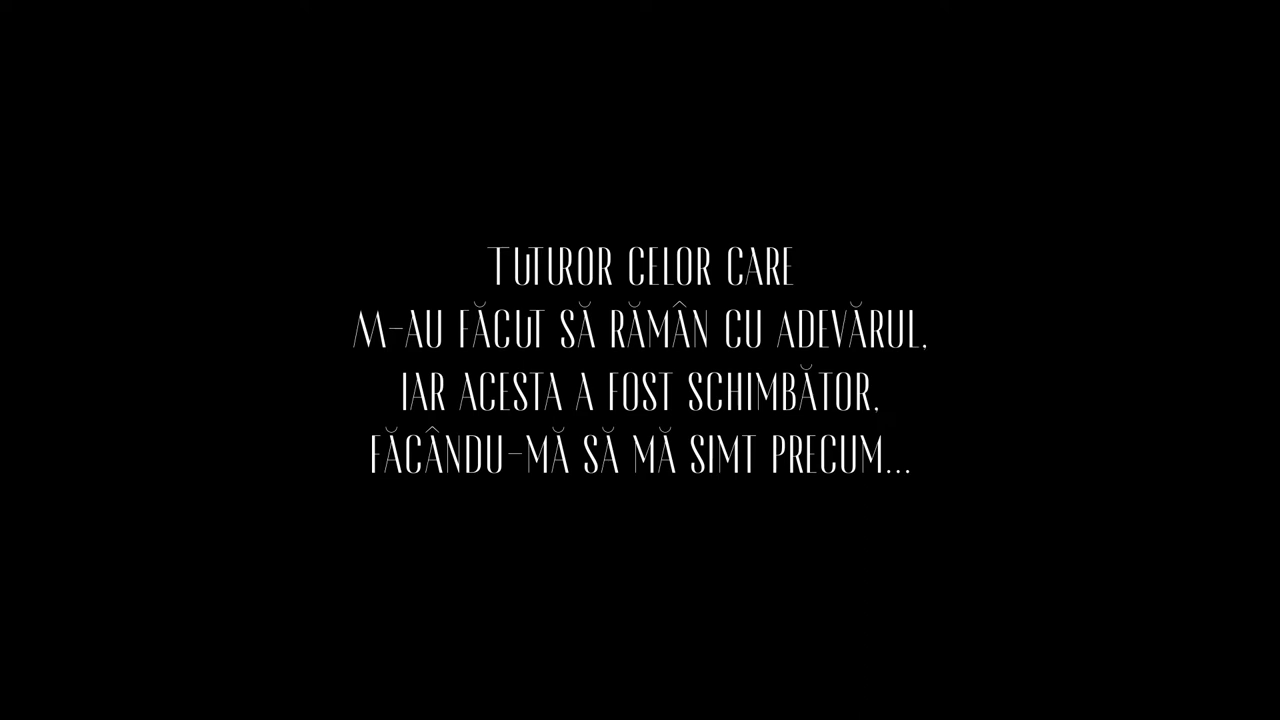 TUTUROR CELOR CARE
M-AU FĂCUT SĂ RĂMÂN CU ADEVĂRUL,
IAR ACESTA A FOST SCHIMBĂTOR,
FĂCÂNDU-MĂ SĂ MĂ SIMT PRECUM...